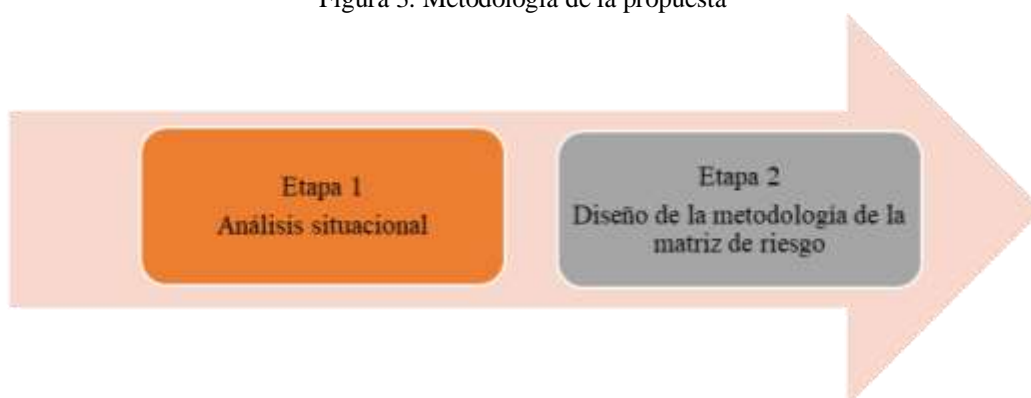 Figura 3. Metodología de la propuesta
Etapa 1
Análisis situacional
Etapa 2
Diseño de la metodología de la
matriz de riesgo